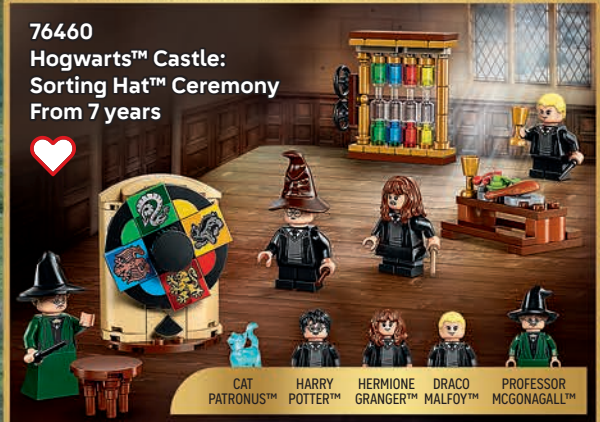 76460
Hogwarts™ Castle:
Sorting Hat™ Ceremony
From 7 years
CAT
PATRONUS™
HARRY
POTTER™
HERMIONE
GRANGER™
DRACO
MALFOY™
PROFESSOR
MCGONAGALL™